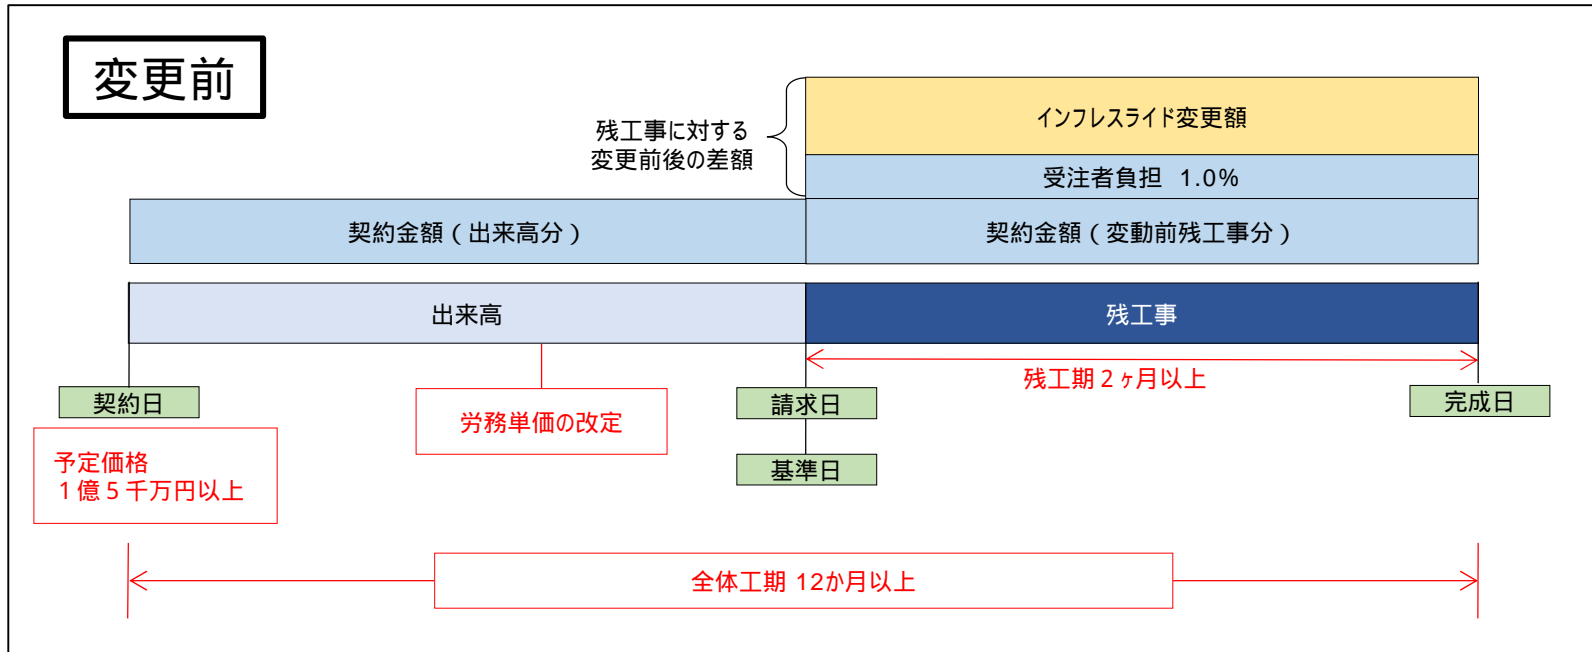 変更前
残工事に対する
変更前後の差額
インフレスライド変更額
受注者負担 1.0%
契約金額(出来高分)
契約金額(変動前残工事分)
出来高
残工事
残工期2ヶ月以上
契約日
労務単価の改定
請求日
完成日
予定価格
1億5千万円以上
基準日
全体工期 12か月以上